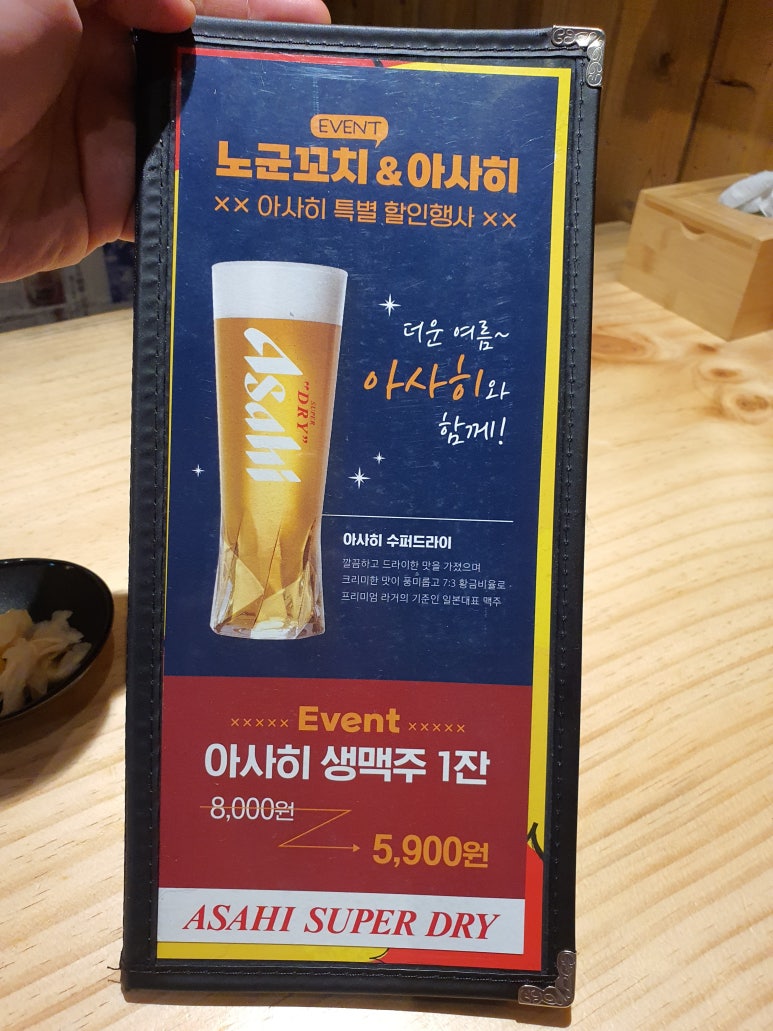 EVENT
노군꼬치 & 아사히
×× 아사히 특별 할인행사 ××
더운 여름~
아사히와
함께!
Asahi
SUPER
"DRY"
아사히 수퍼드라이
깔끔하고 드라이한 맛을 가졌으며
크리미한 맛이 풍미롭고 7:3 황금비율로
프리미엄 라거의 기준인 일본대표 맥주
××××× Event ×××××
아사히 생맥주 1잔
8,000원
5,900원
ASAHI SUPER DRY